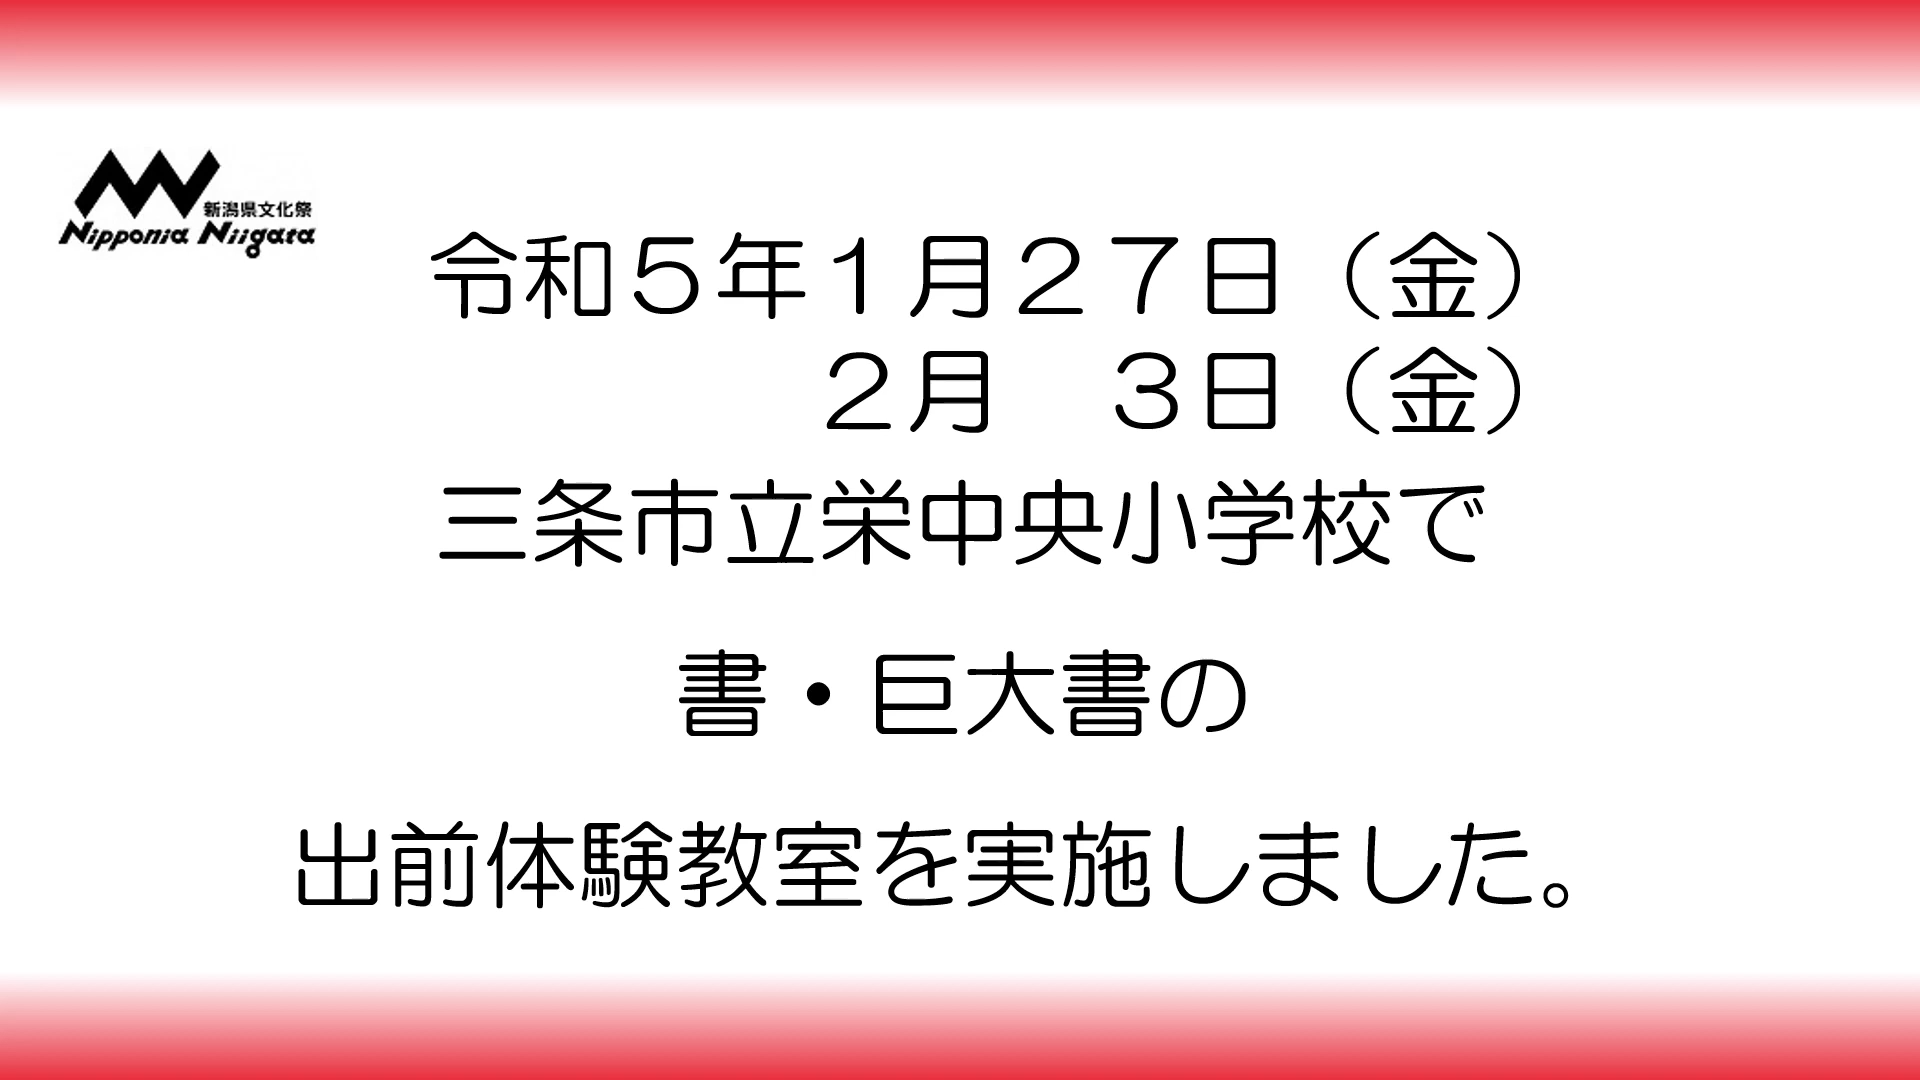 新潟県文化祭
Nipponia Niigata
令和５年１月２７日（金）
２月　３日（金）
三条市立栄中央小学校で
書・巨大書の
出前体験教室を実施しました。